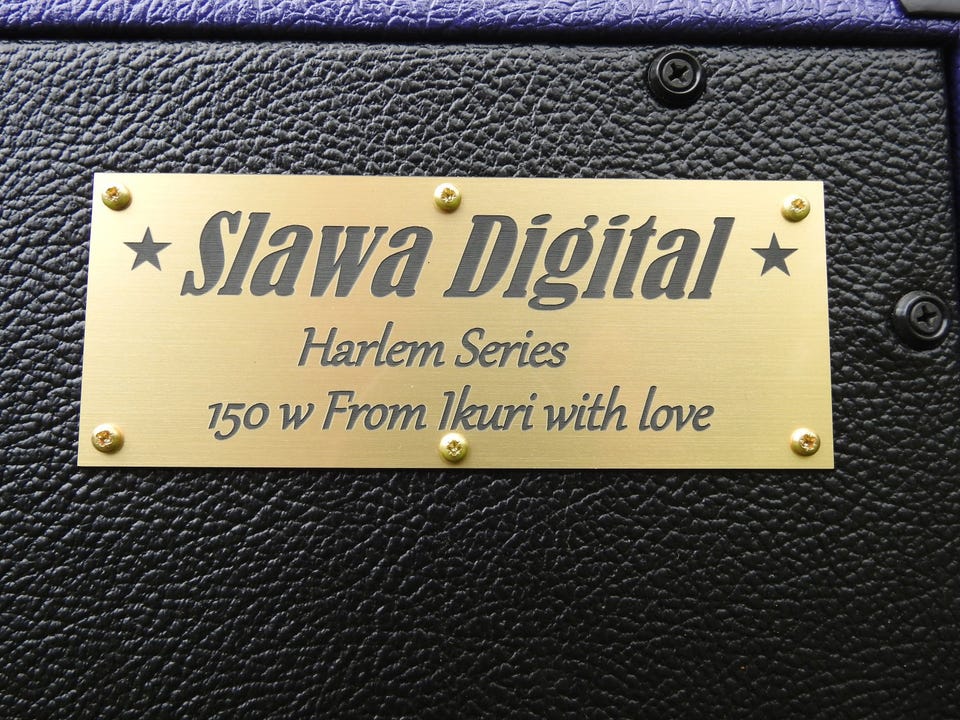 ★ Slawa Digital ★
Harlem Series
150 w From Ikuri with love